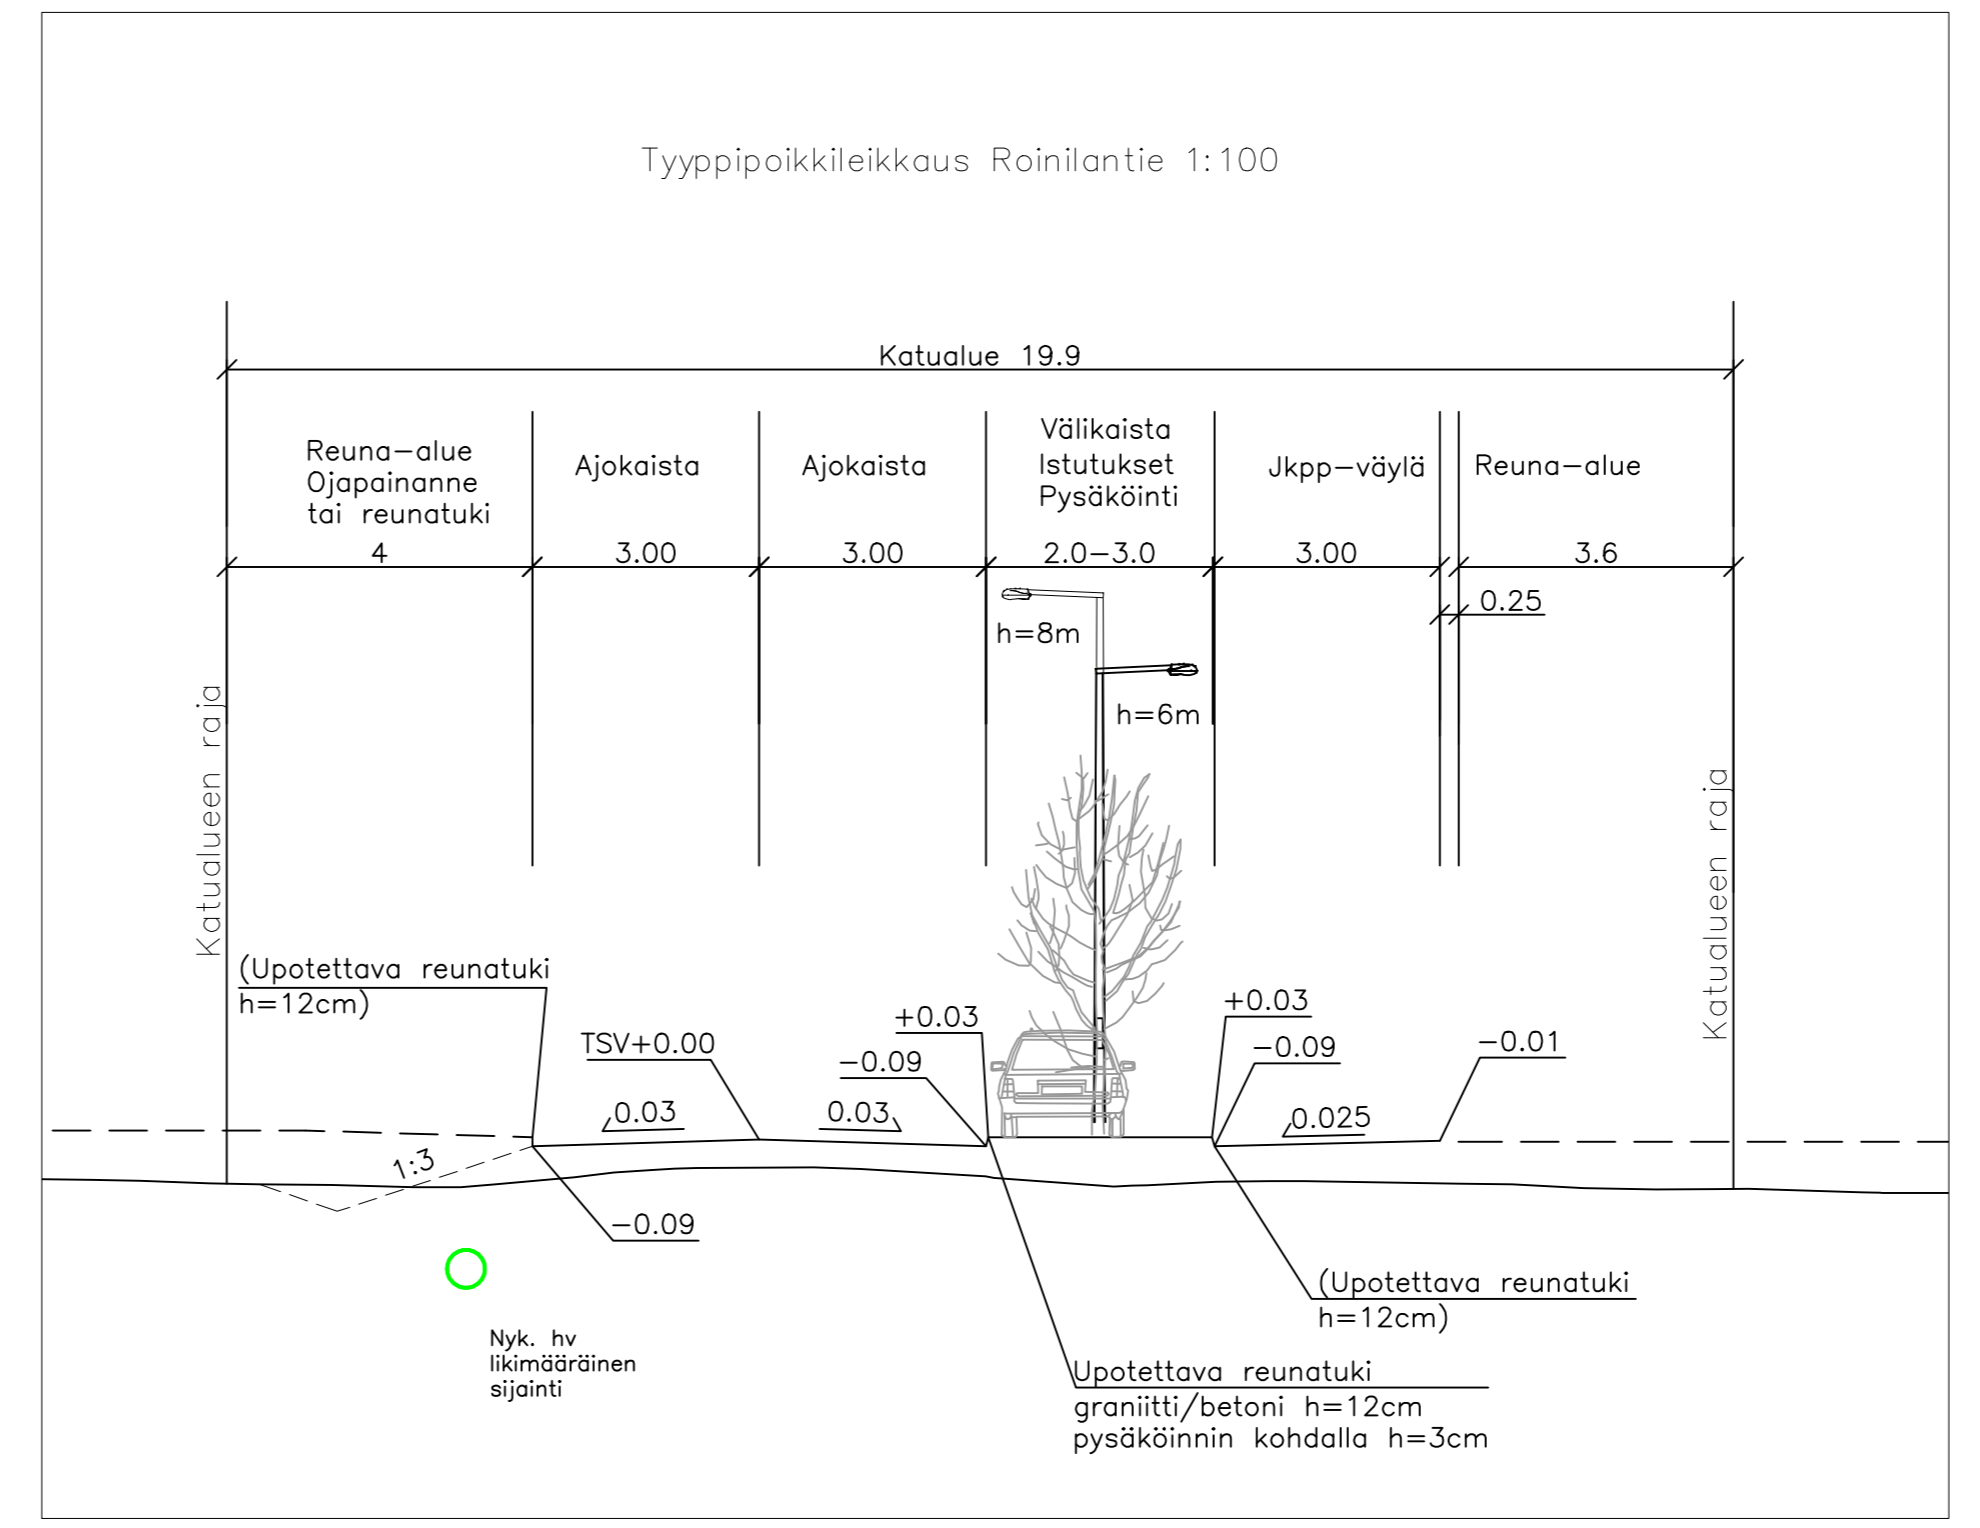 Tyyppipoikkileikkaus Roinilantie 1:100
Katualue 19.9
Reuna-alue
Ojapainanne
tai reunatuki
Ajokaista
Ajokaista
Välikaista
Istutukset
Pysäköinti
Jkpp-väylä
Reuna-alue
4
3.00
3.00
2.0-3.0
3.00
3.6
0.25
h=8m
h=6m
Katualueen raja
Katualueen raja
(Upotettava reunatuki
h=12cm)
TSV+0.00
+0.03
-0.09
+0.03
-0.09
-0.01
0.03
0.03
0.025
1:3
-0.09
Nyk. hv
likimääräinen
sijainti
(Upotettava reunatuki
h=12cm)
Upotettava reunatuki
graniitti/betoni h=12cm
pysäköinnin kohdalla h=3cm